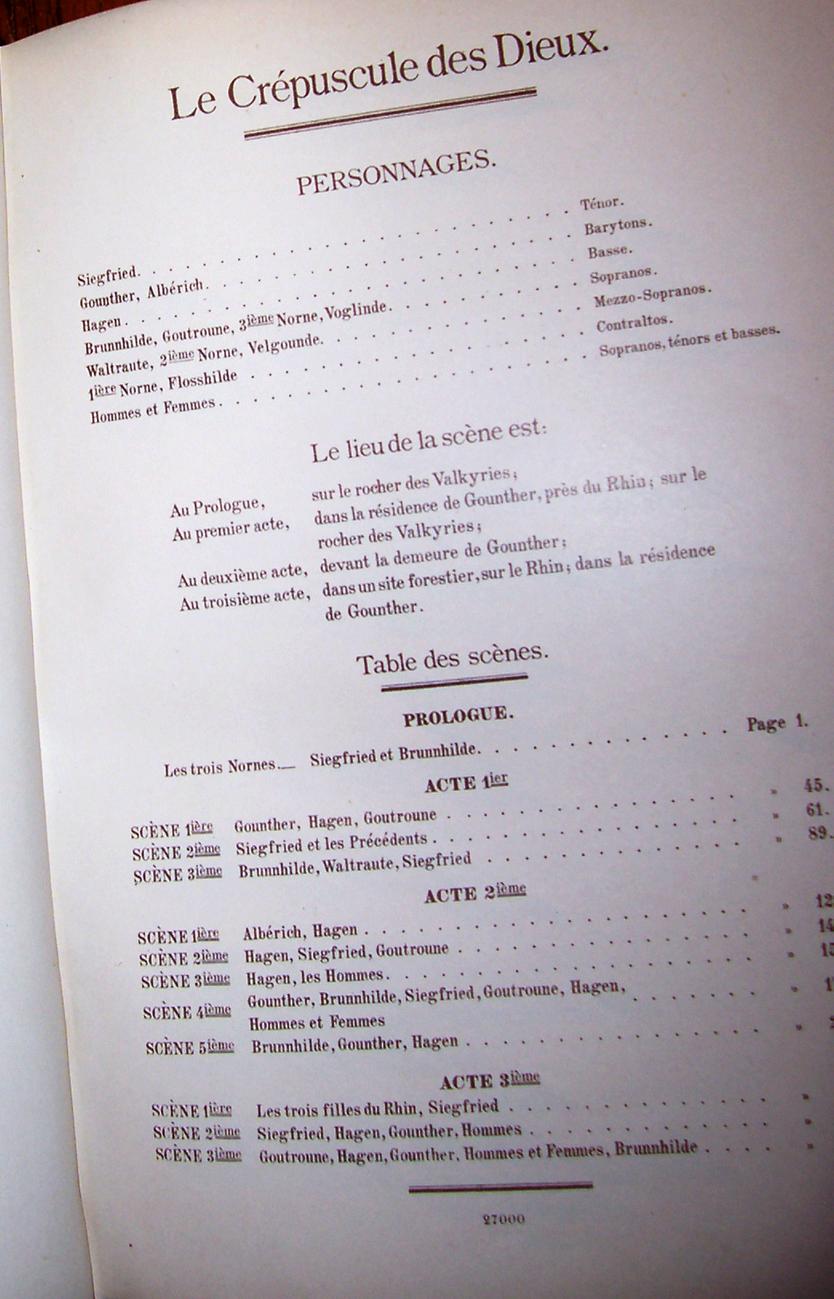 Le Crépuscule des Dieux.
PERSONNAGES.
Siegfried. . . . . . . . . . . . . . . . . Ténor.
Gounther, Albérich. . . . . . . . . . . . . . . Barytons.
Hagen. . . . . . . . . . . . . . . . . . Basse.
Brunnhilde, Goutroune, 3ième Norne, Voglinde. . . . . . . . Sopranos.
Waltraute, 2ième Norne, Velgounde. . . . . . . . . . Mezzo-Sopranos.
1ière Norne, Flosshilde . . . . . . . . . . . . . Contraltos.
Hommes et Femmes. . . . . . . . . . . . . . Sopranos, ténors et basses.
Le lieu de la scène est:
Au Prologue, sur le rocher des Valkyries;
Au premier acte, dans la résidence de Gounther, près du Rhin; sur le
rocher des Valkyries;
Au deuxième acte, devant la demeure de Gounther;
Au troisième acte, dans un site forestier, sur le Rhin; dans la résidence
de Gounther.
Table des scènes.
PROLOGUE.
Les trois Nornes.— Siegfried et Brunnhilde. . . . . . . . . . . Page 1.
ACTE 1ier
SCÈNE 1ière Gounther, Hagen, Goutroune . . . . . . . . . . . . » 45.
SCÈNE 2ième Siegfried et les Précédents . . . . . . . . . . . . » 61.
SCÈNE 3ième Brunnhilde, Waltraute, Siegfried . . . . . . . . . . . » 89.
ACTE 2ième
SCÈNE 1ière Albérich, Hagen . . . . . . . . . . . . . . . » 12
SCÈNE 2ième Hagen, Siegfried, Goutroune . . . . . . . . . . . . » 14
SCÈNE 3ième Hagen, les Hommes. . . . . . . . . . . . . . . » 15
SCÈNE 4ième Gounther, Brunnhilde, Siegfried, Goutroune, Hagen, . . . . . . . » 1
Hommes et Femmes
SCÈNE 5ième Brunnhilde, Gounther, Hagen . . . . . . . . . . . . »
ACTE 3ième
SCÈNE 1ière Les trois filles du Rhin, Siegfried . . . . . . . . . . . »
SCÈNE 2ième Siegfried, Hagen, Gounther, Hommes . . . . . . . . . . »
SCÈNE 3ième Goutroune, Hagen, Gounther, Hommes et Femmes, Brunnhilde . . . . »
27000